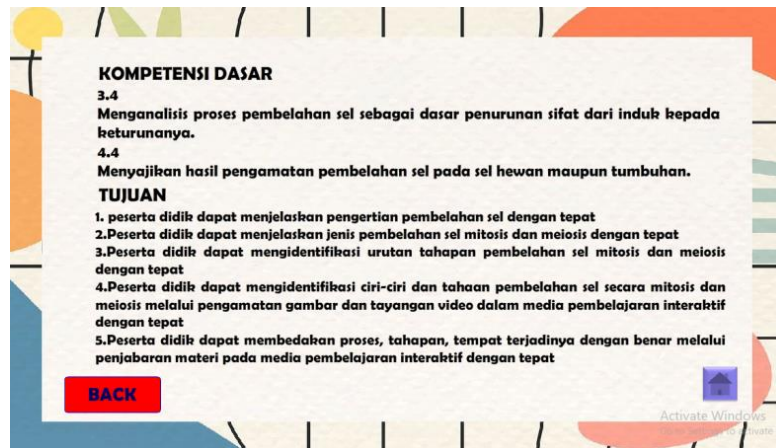 KOMPETENSI DASAR
3.4
Menganalisis proses pembelahan sel sebagai dasar penurunan sifat dari induk kepada
keturunanya.
4.4
Menyajikan hasil pengamatan pembelahan sel pada sel hewan maupun tumbuhan.
TUJUAN
1. peserta didik dapat menjelaskan pengertian pembelahan sel dengan tepat
2.Peserta didik dapat menjelaskan jenis pembelahan sel mitosis dan meiosis dengan tepat
3.Peserta didik dapat mengidentifikasi urutan tahapan pembelahan sel mitosis dan meiosis
dengan tepat
4.Peserta didik dapat mengidentifikasi ciri-ciri dan tahaan pembelahan sel secara mitosis dan
meiosis melalui pengamatan gambar dan tayangan video dalam media pembelajaran interaktif
dengan tepat
5.Peserta didik dapat membedakan proses, tahapan, tempat terjadinya dengan benar melalui
penjabaran materi pada media pembelajaran interaktif dengan tepat
BACK
Activate Windows
Go to Settings to activate